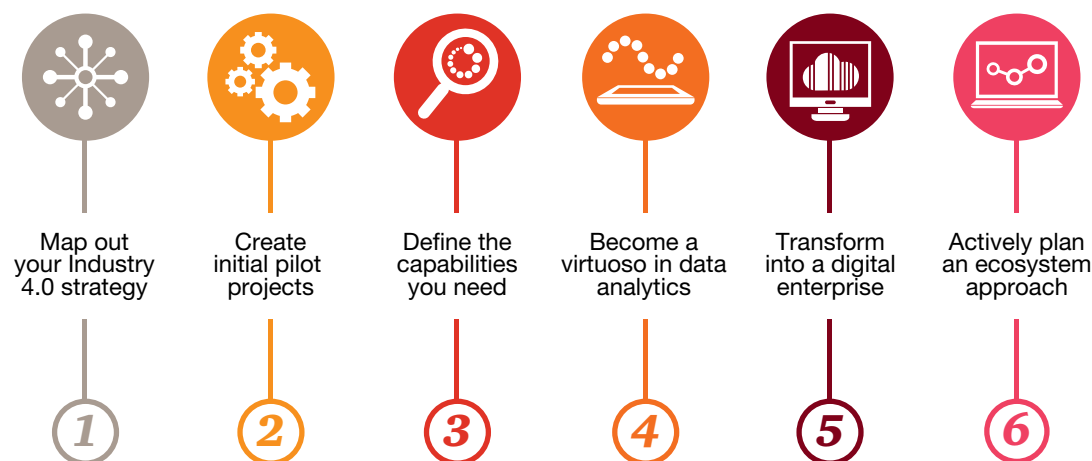 Map out
your Industry
4.0 strategy
Create
initial pilot
projects
Define the
capabilities
you need
Become a
virtuoso in data
analytics
Transform
into a digital
enterprise
Actively plan
an ecosystem
approach
1
2
3
4
5
6